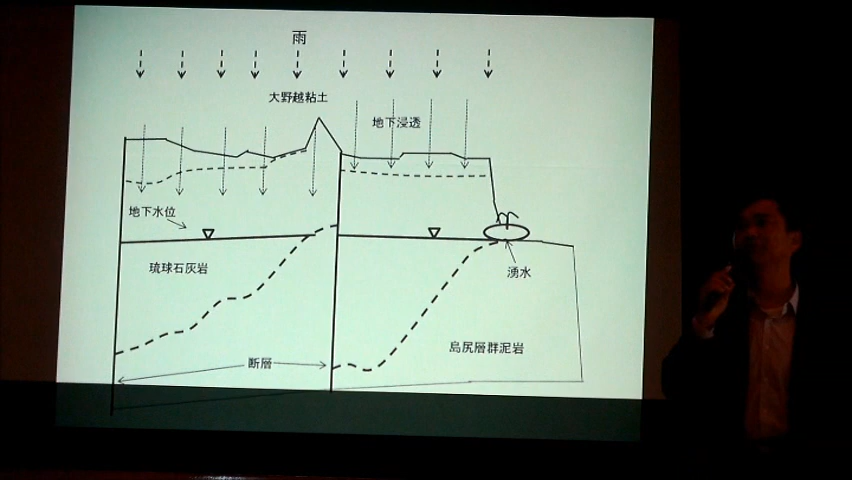 雨
大野越粘土
地下浸透
地下水位
琉球石灰岩
湧水
島尻層群泥岩
断層